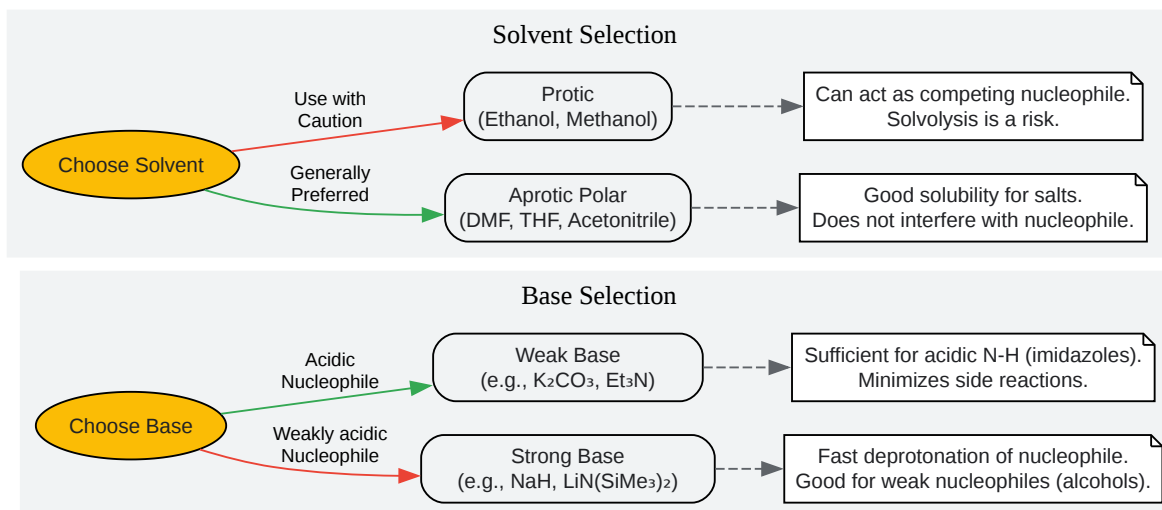 Solvent Selection
Choose Solvent
Use with
Caution
Protic
(Ethanol, Methanol)
Can act as competing nucleophile.
Solvolysis is a risk.
Generally
Preferred
Aprotic Polar
(DMF, THF, Acetonitrile)
Good solubility for salts.
Does not interfere with nucleophile.
Base Selection
Choose Base
Acidic
Nucleophile
Weak Base
(e.g., K₂CO₃, Et₃N)
Sufficient for acidic N-H (imidazoles).
Minimizes side reactions.
Weakly acidic
Nucleophile
Strong Base
(e.g., NaH, LiN(SiMe₃)₂)
Fast deprotonation of nucleophile.
Good for weak nucleophiles (alcohols).